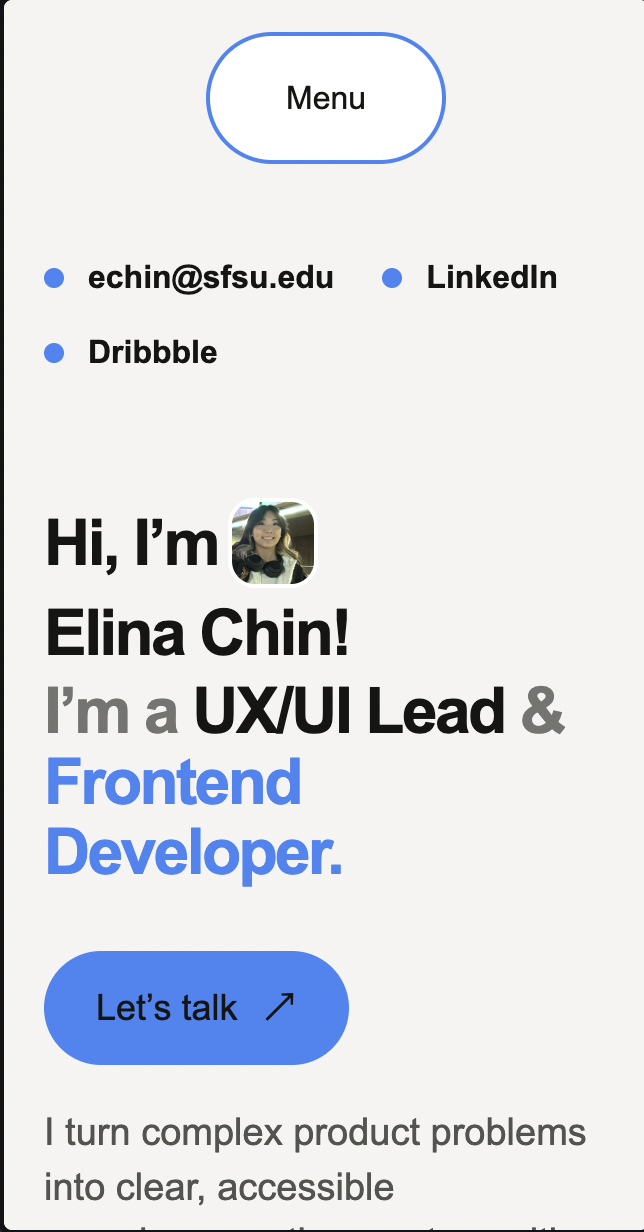 Menu
echin@sfsu.edu LinkedIn
Dribbble
Hi, I’m
Elina Chin!
I’m a UX/UI Lead &
Frontend
Developer.
Let’s talk ↗
I turn complex product problems
into clear, accessible